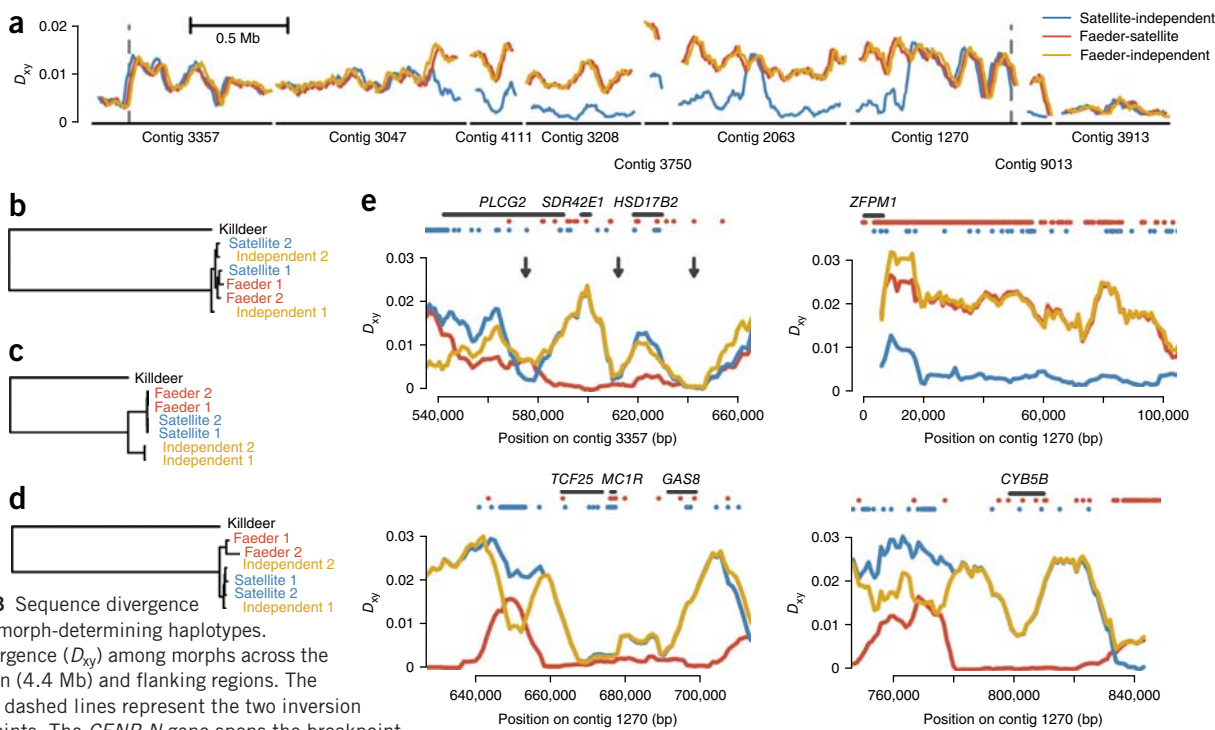 a
0.02
0.01
0
Dxy
0.5 Mb
Satellite-independent
Faeder-satellite
Faeder-independent
Contig 3357
Contig 3047
Contig 4111
Contig 3208
Contig 3750
Contig 2063
Contig 1270
Contig 9013
Contig 3913
b
Killdeer
Satellite 2
Independent 2
Satellite 1
Faeder 1
Faeder 2
Independent 1
c
Killdeer
Faeder 2
Faeder 1
Satellite 2
Satellite 1
Independent 2
Independent 1
d
Killdeer
Faeder 1
Faeder 2
Independent 2
Satellite 1
Satellite 2
Independent 1
3 Sequence divergence
morph-determining haplotypes.
rgence (Dxy) among morphs across the
n (4.4 Mb) and flanking regions. The
dashed lines represent the two inversion
points. The CENP-N gene spans the breakpoint
e
PLCG2 SDR42E1 HSD17B2
0.03
0.02
0.01
0
Dxy
540,000 580,000 620,000 660,000
Position on contig 3357 (bp)
ZFPM1
0.03
0.02
0.01
0
Dxy
0 20,000 60,000 100,000
Position on contig 1270 (bp)
TCF25 MC1R GAS8
0.03
0.02
0.01
0
Dxy
640,000 660,000 680,000 700,000
Position on contig 1270 (bp)
CYB5B
0.03
0.02
0.01
0
Dxy
760,000 800,000 840,000
Position on contig 1270 (bp)